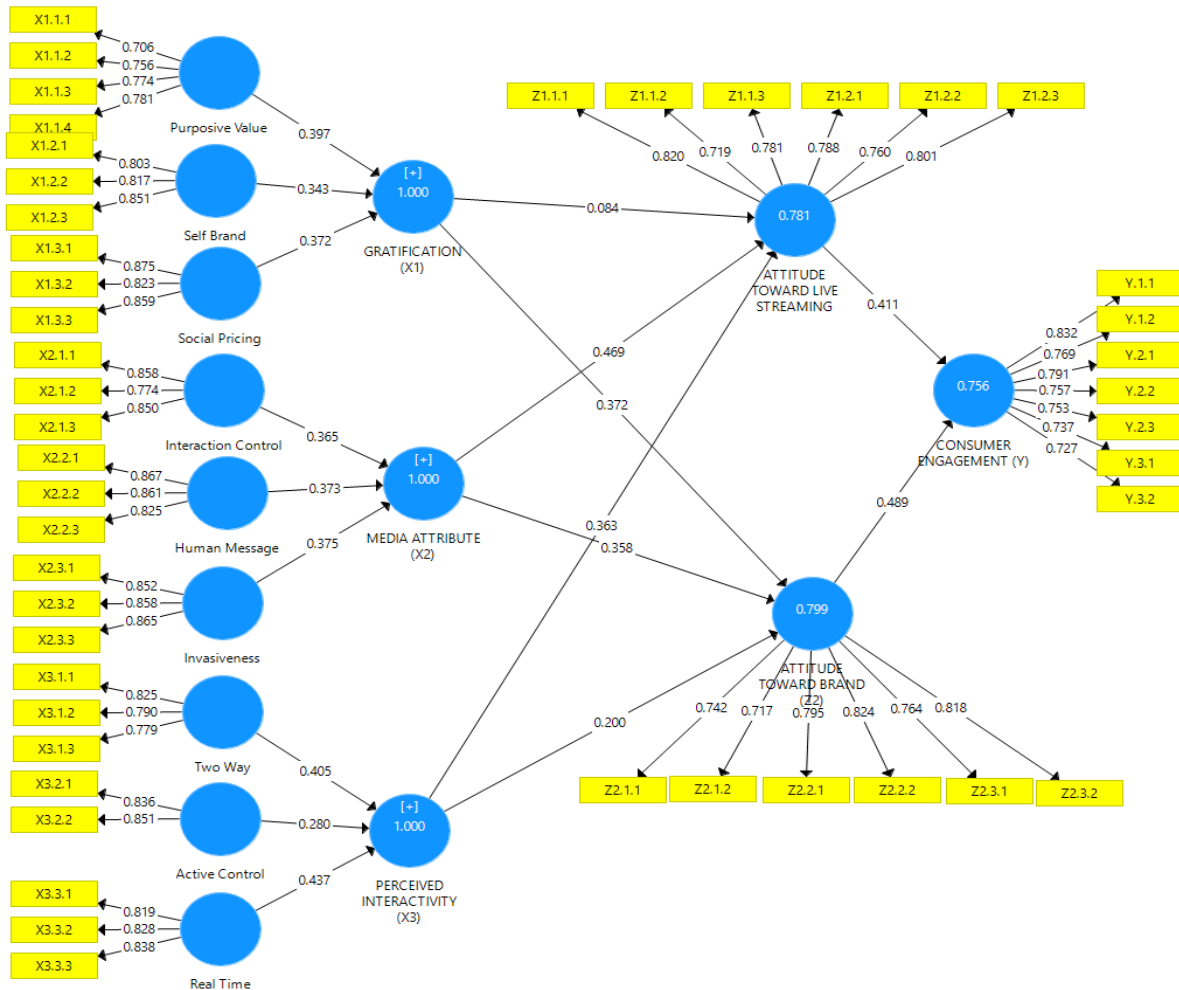 X1.1.1
X1.1.2
X1.1.3
X1.1.4
0.706
0.756
0.774
0.781
Purposive Value
0.397
X1.2.1
X1.2.2
X1.2.3
0.803
0.817
0.851
Self Brand
0.343
X1.3.1
X1.3.2
X1.3.3
0.875
0.823
0.859
Social Pricing
0.372
[+]
1.000
GRATIFICATION
(X1)
X2.1.1
X2.1.2
X2.1.3
0.858
0.774
0.850
Interaction Control
0.365
X2.2.1
X2.2.2
X2.2.3
0.867
0.861
0.825
Human Message
0.373
X2.3.1
X2.3.2
X2.3.3
0.852
0.858
0.865
Invasiveness
0.375
[+]
1.000
MEDIA ATTRIBUTE
(X2)
X3.1.1
X3.1.2
X3.1.3
0.825
0.790
0.779
Two Way
0.405
X3.2.1
X3.2.2
0.836
0.851
Active Control
0.280
X3.3.1
X3.3.2
X3.3.3
0.819
0.828
0.838
Real Time
0.437
[+]
1.000
PERCEIVED
INTERACTIVITY
(X3)
0.084
0.372
0.469
0.358
0.363
0.200
Z1.1.1
Z1.1.2
Z1.1.3
Z1.2.1
Z1.2.2
Z1.2.3
0.820
0.719
0.781
0.788
0.760
0.801
0.781
ATTITUDE
TOWARD LIVE
STREAMING
0.411
0.799
ATTITUDE
TOWARD BRAND
(Z2)
0.489
0.742
0.717
0.795
0.824
0.764
0.818
Z2.1.1
Z2.1.2
Z2.2.1
Z2.2.2
Z2.3.1
Z2.3.2
0.756
CONSUMER
ENGAGEMENT (Y)
0.832
0.769
0.791
0.757
0.753
0.737
0.727
Y.1.1
Y.1.2
Y.2.1
Y.2.2
Y.2.3
Y.3.1
Y.3.2